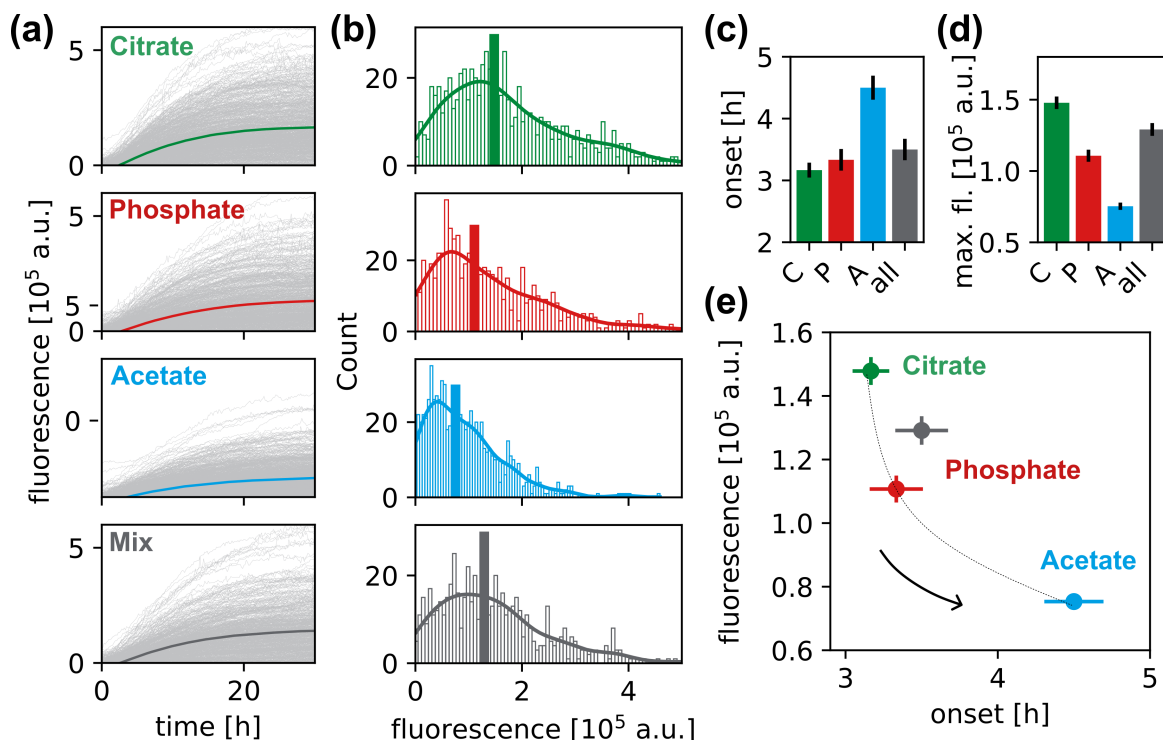 (a)
Citrate
5
0
Phosphate
5
5
0
Acetate
0
Mix
5
0
0
20
time [h]
fluorescence [10⁵ a.u.]
(b)
20
0
20
0
20
0
20
0
0
2
4
Count
fluorescence [10⁵ a.u.]
(c)
5
4
3
2
onset [h]
C
P
A
all
(d)
1.5
1.0
0.5
max. fl. [10⁵ a.u.]
C
P
A
all
(e)
1.6
1.4
1.2
1.0
0.8
0.6
fluorescence [10⁵ a.u.]
Citrate
Phosphate
Acetate
3
4
5
onset [h]